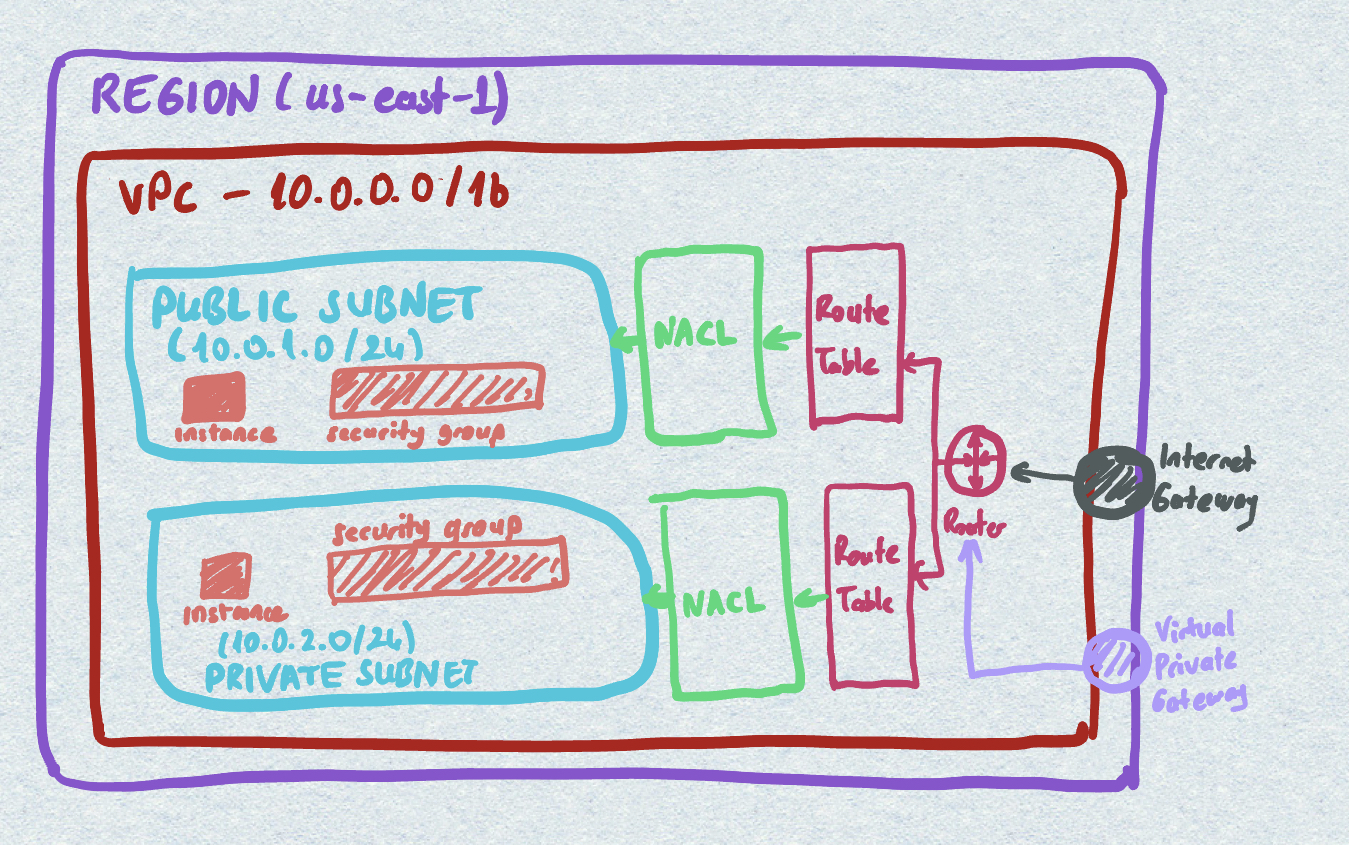 REGION (us-east-1)
VPC - 10.0.0.0/16
PUBLIC SUBNET
(10.0.1.0/24)
instance
security group
NACL
Route
Table
Router
Internet
Gateway
security group
instance
(10.0.2.0/24)
PRIVATE SUBNET
NACL
Route
Table
Virtual
Private
Gateway